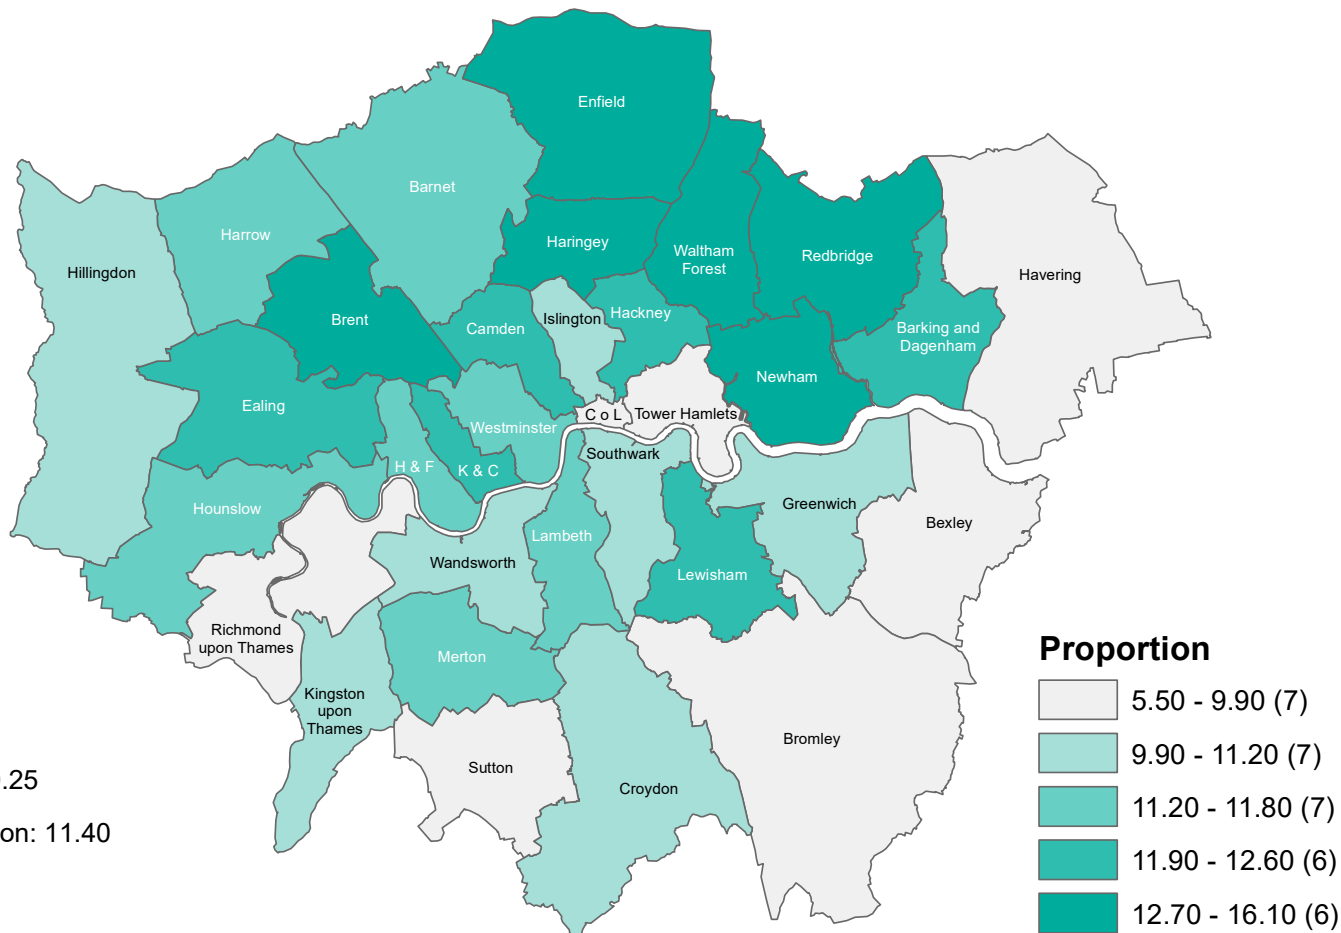 Enfield
Barnet
Harrow
Haringey
Waltham
Forest
Redbridge
Hillingdon
Havering
Brent
Camden
Islington
Hackney
Barking and
Dagenham
Newham
Ealing
C o L
Tower Hamlets
Westminster
H & F
K & C
Southwark
Hounslow
Greenwich
Bexley
Lambeth
Wandsworth
Lewisham
Richmond
upon Thames
Merton
Kingston
upon
Thames
Sutton
Croydon
Bromley
.25
on: 11.40
Proportion
5.50 - 9.90 (7)
9.90 - 11.20 (7)
11.20 - 11.80 (7)
11.90 - 12.60 (6)
12.70 - 16.10 (6)